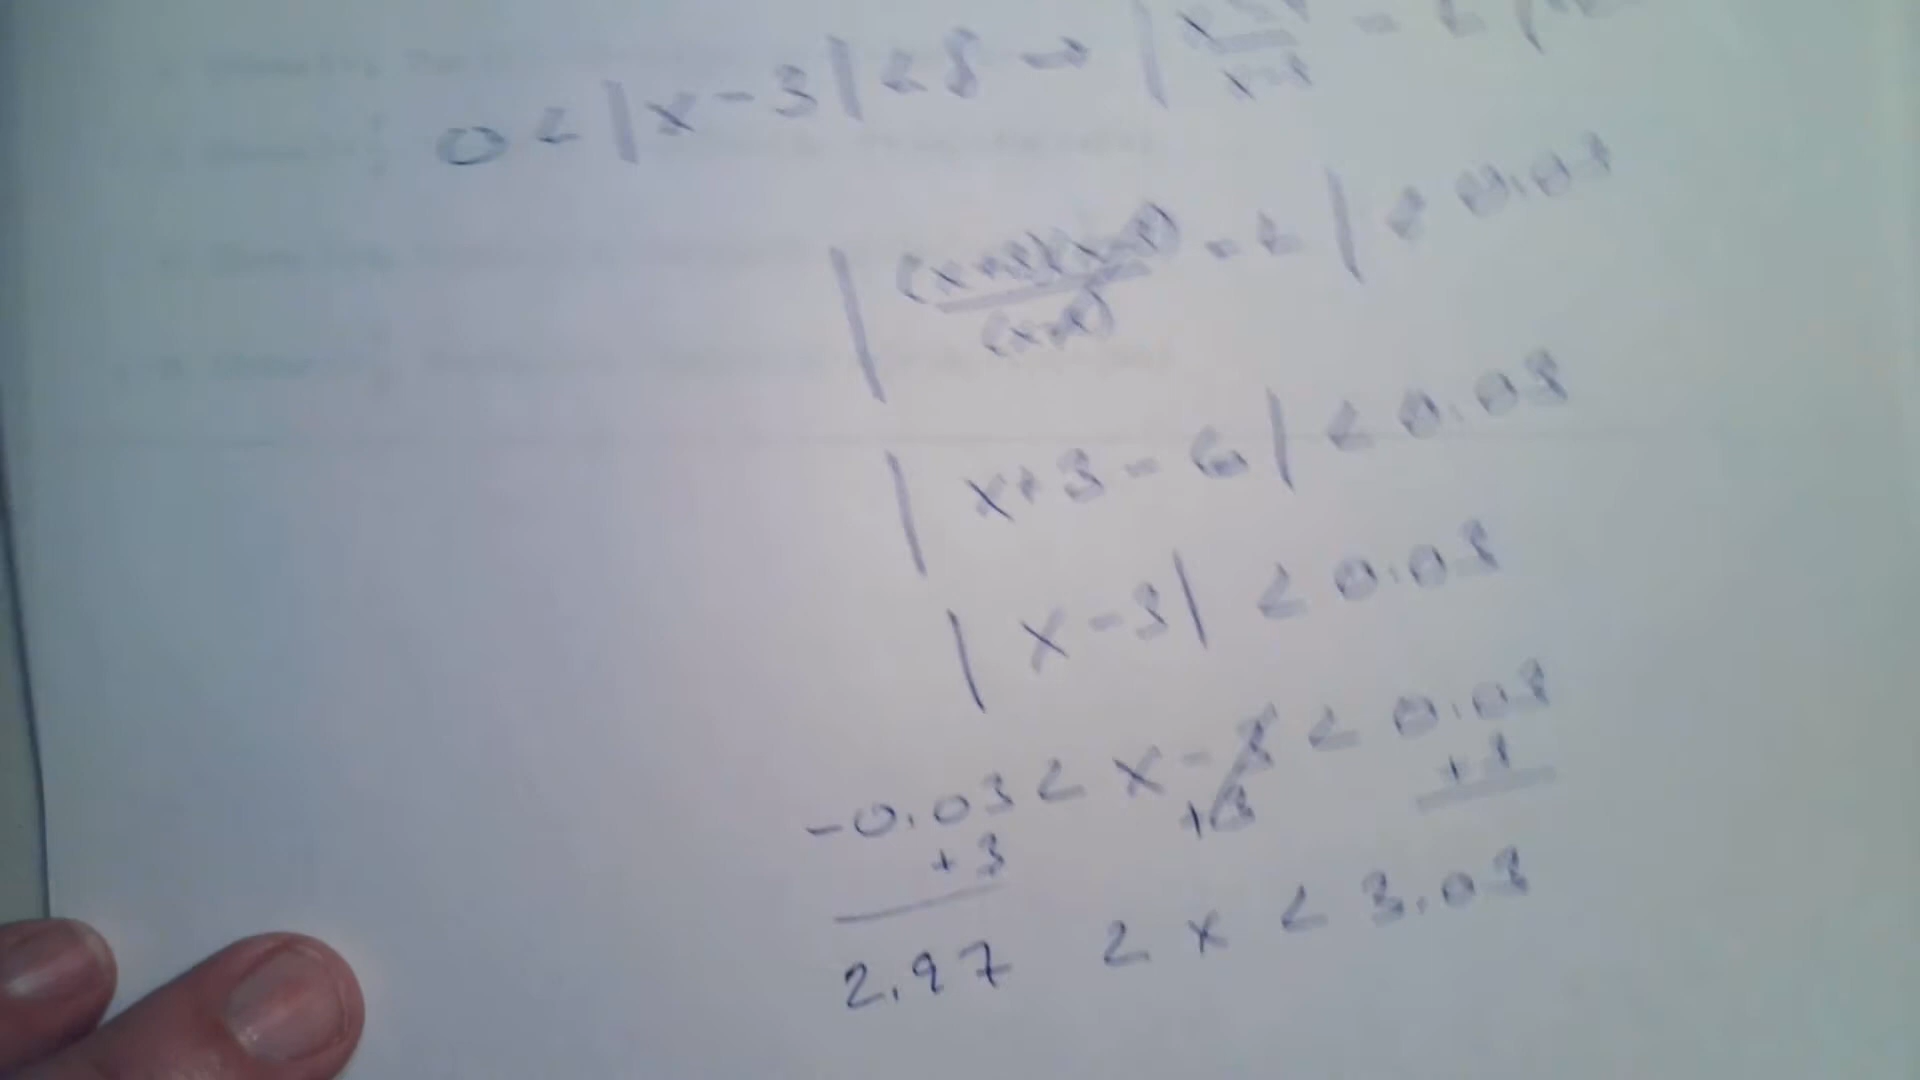 0 < |x - 3| < δ → |
| (x+3)(x-3) / (x-3) - 6 | < 0.03
| x+3 - 6 | < 0.03
| x - 3 | < 0.03
-0.03 < x - 3 < 0.03
+3 +3 +3
2.97 < x < 3.03